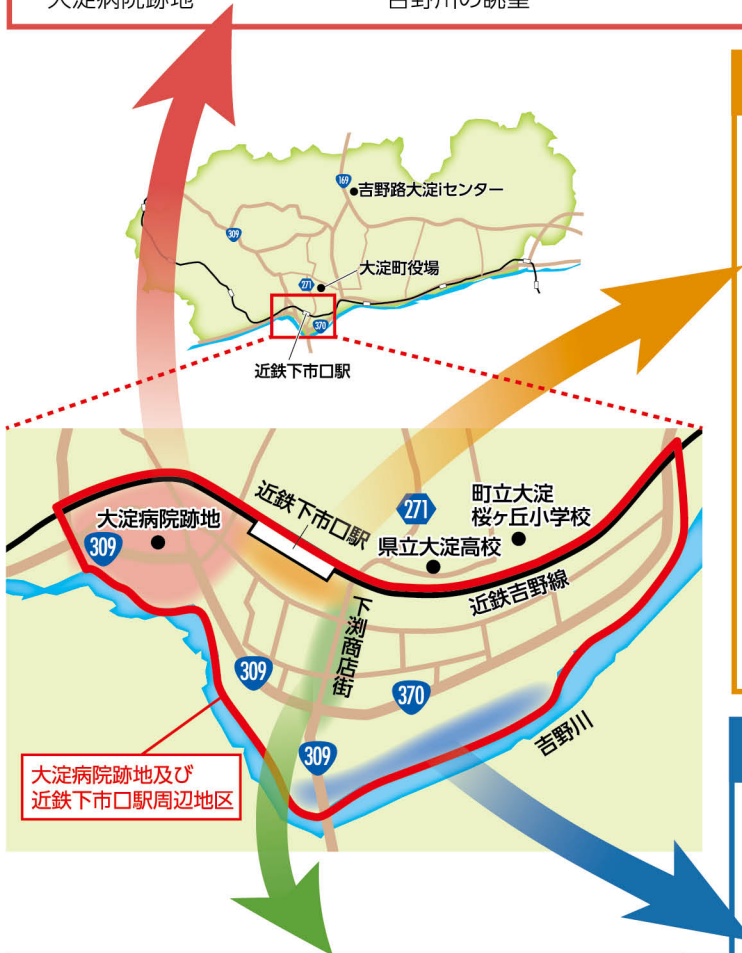 大淀病院跡地
吉野川の眺望
169
吉野路大淀iセンター
309
大淀町役場
271
370
近鉄下市口駅
大淀病院跡地
309
近鉄下市口駅
271
町立大淀
桜ヶ丘小学校
県立大淀高校
近鉄吉野線
下渕商店街
309
370
吉野川
309
大淀病院跡地及び
近鉄下市口駅周辺地区